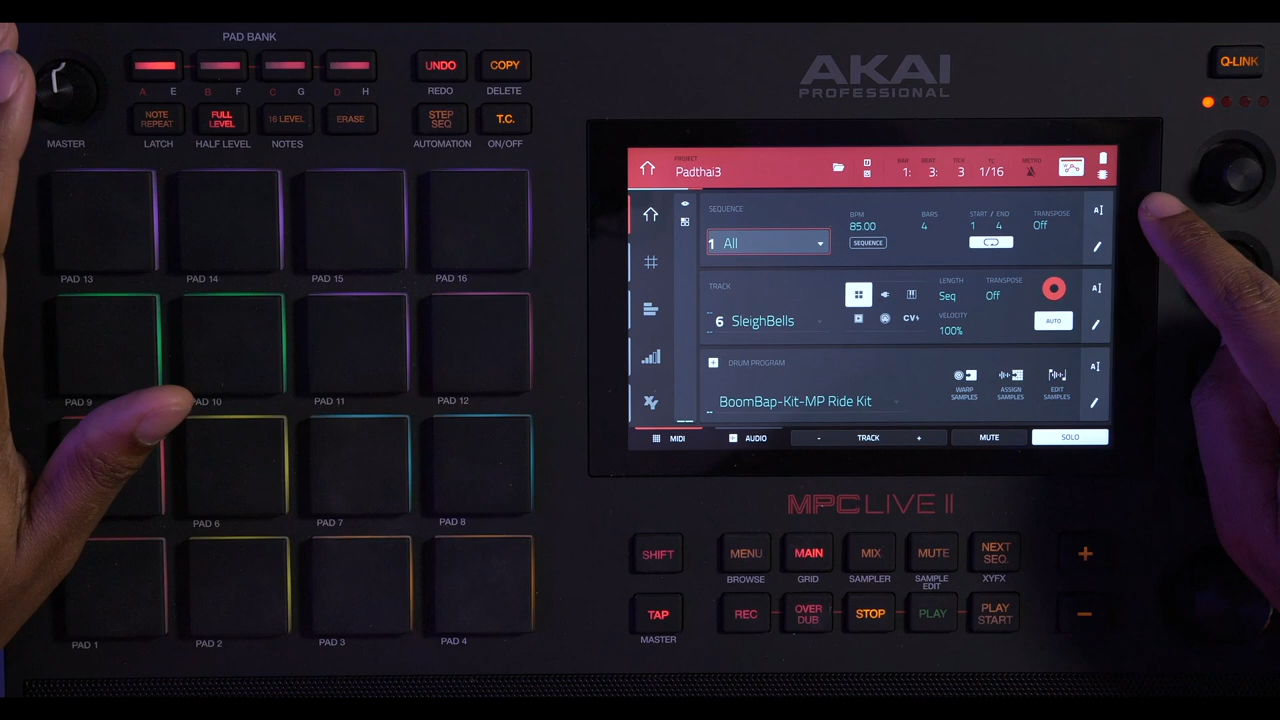 PAD BANK
A E B F C G D H
UNDO
REDO
COPY
DELETE
NOTE
REPEAT
LATCH
FULL
LEVEL
HALF LEVEL
16 LEVEL
NOTES
ERASE
STEP
SEQ
AUTOMATION
T.C.
ON/OFF
MASTER
AKAI
PROFESSIONAL
Q-LINK
PAD 13
PAD 14
PAD 15
PAD 16
PAD 9
PAD 10
PAD 11
PAD 12
PAD 6
PAD 7
PAD 8
PAD 1
PAD 2
PAD 3
PAD 4
PROJECT
Padthai3
BAR BEAT TICK TC METRO
1: 3: 3 1/16
SEQUENCE
1 All
BPM
85.00
SEQUENCE
BARS
4
START / END
1 4
TRANSPOSE
Off
TRACK
6 SleighBells
CV
LENGTH
Seq
TRANSPOSE
Off
VELOCITY
100%
AUTO
DRUM PROGRAM
BoomBap-Kit-MP Ride Kit
WARP
SAMPLES
ASSIGN
SAMPLES
EDIT
SAMPLES
MIDI
AUDIO
- TRACK +
MUTE
SOLO
MPC LIVE II
SHIFT
MENU
BROWSE
MAIN
GRID
MIX
SAMPLER
MUTE
SAMPLE
EDIT
NEXT
SEQ.
XYFX
+
TAP
MASTER
REC
OVER
DUB
STOP
PLAY
PLAY
START
-